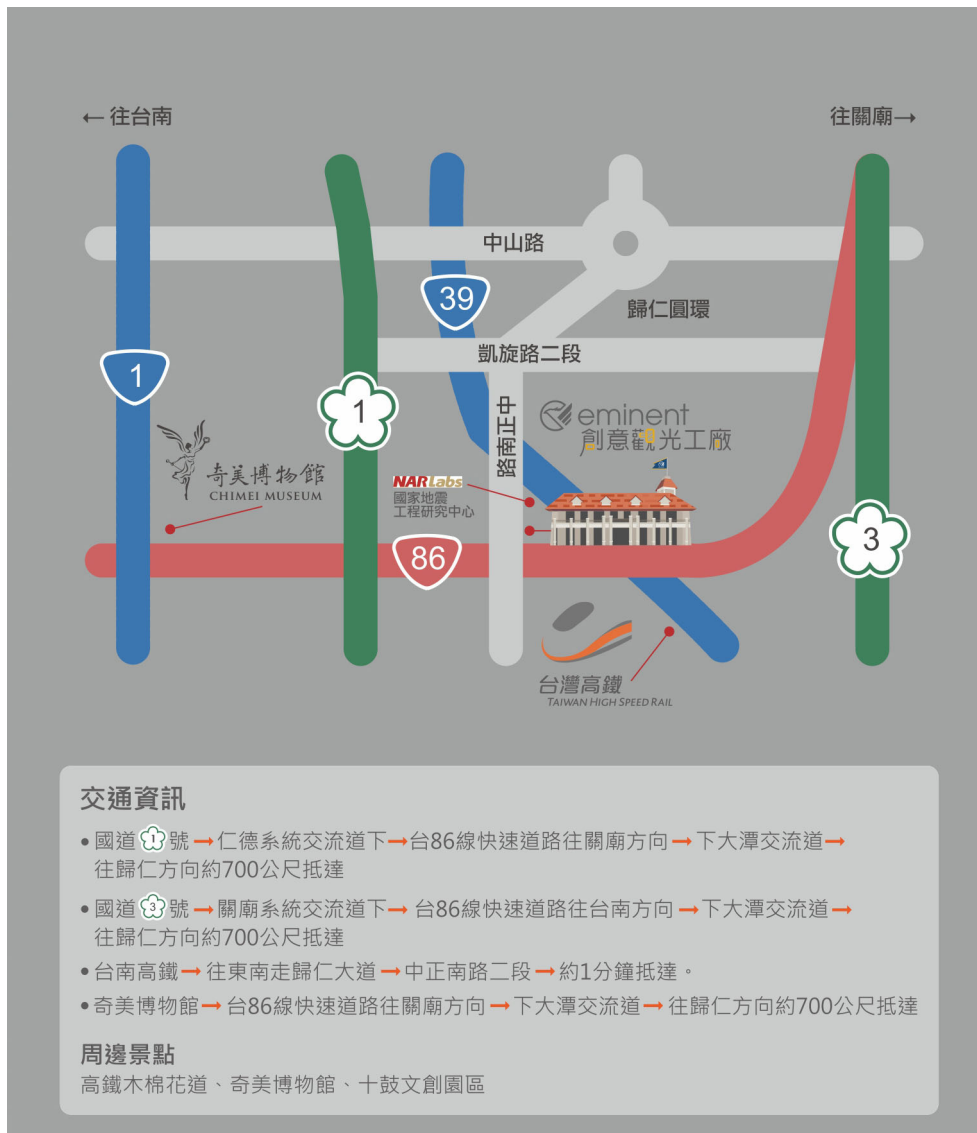 ← 往台南
往關廟→
中山路
39
歸仁圓環
凱旋路二段
1
1
中正南路
eminent
創意觀光工廠
奇美博物館
CHIMEI MUSEUM
NARLabs
國家地震
工程研究中心
3
86
台灣高鐵
TAIWAN HIGH SPEED RAIL
交通資訊
• 國道1號→仁德系統交流道下→台86線快速道路往關廟方向→下大潭交流道→
往歸仁方向約700公尺抵達
• 國道3號→關廟系統交流道下→台86線快速道路往台南方向→下大潭交流道→
往歸仁方向約700公尺抵達
• 台南高鐵→往東南走歸仁大道→中正南路二段→約1分鐘抵達。
• 奇美博物館→台86線快速道路往關廟方向→下大潭交流道→往歸仁方向約700公尺抵達
周邊景點
高鐵木棉花道、奇美博物館、十鼓文創園區